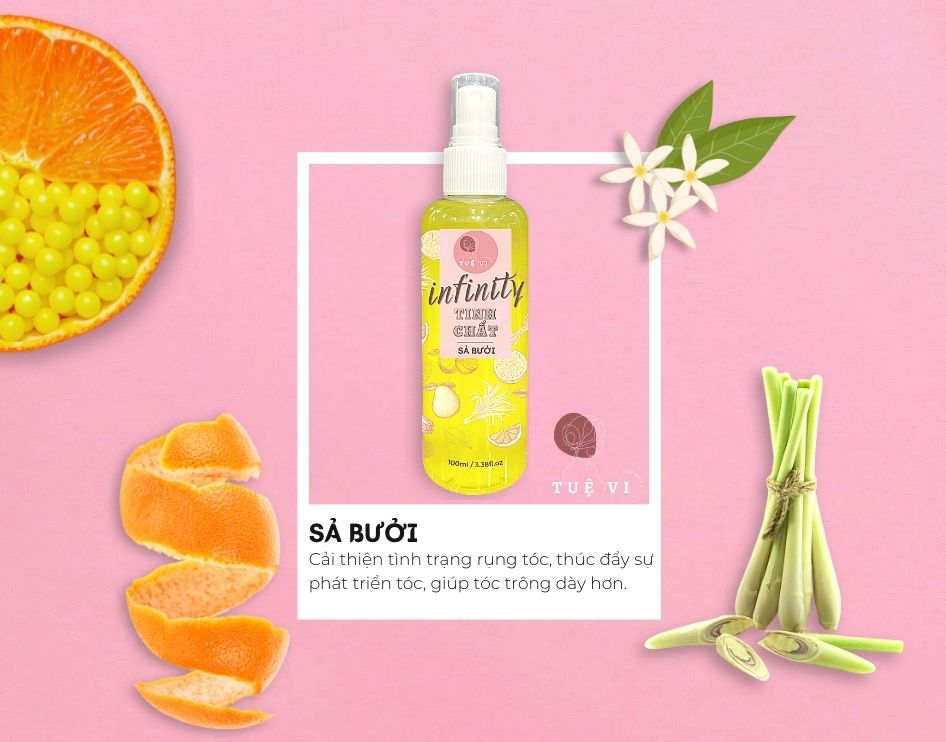 TUỆ VI
infinity
TINH
CHẤT
SẢ BƯỞI
100ml / 3.38fl.oz
TUỆ VI
INFINITY
SẢ BƯỞI
Cải thiện tình trạng rụng tóc, thúc đẩy sự
phát triển tóc, giúp tóc trông dày hơn.